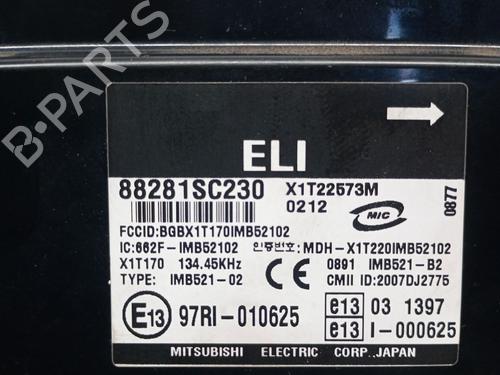 B-PARTS
ELI
88281SC230 X1T22573M
0212 MIC 0877
FCCID:BGBX1T170IMB52102
IC:662F-IMB52102 인증번호:MDH-X1T220IMB52102
X1T170 134.45KHz CE 0891 IMB521-B2
TYPE: IMB521-02 CMII ID:2007DJ2775
E13 97RI-010625 e13 03 1397
e13 I-000625
MITSUBISHI ELECTRIC CORP.,JAPAN